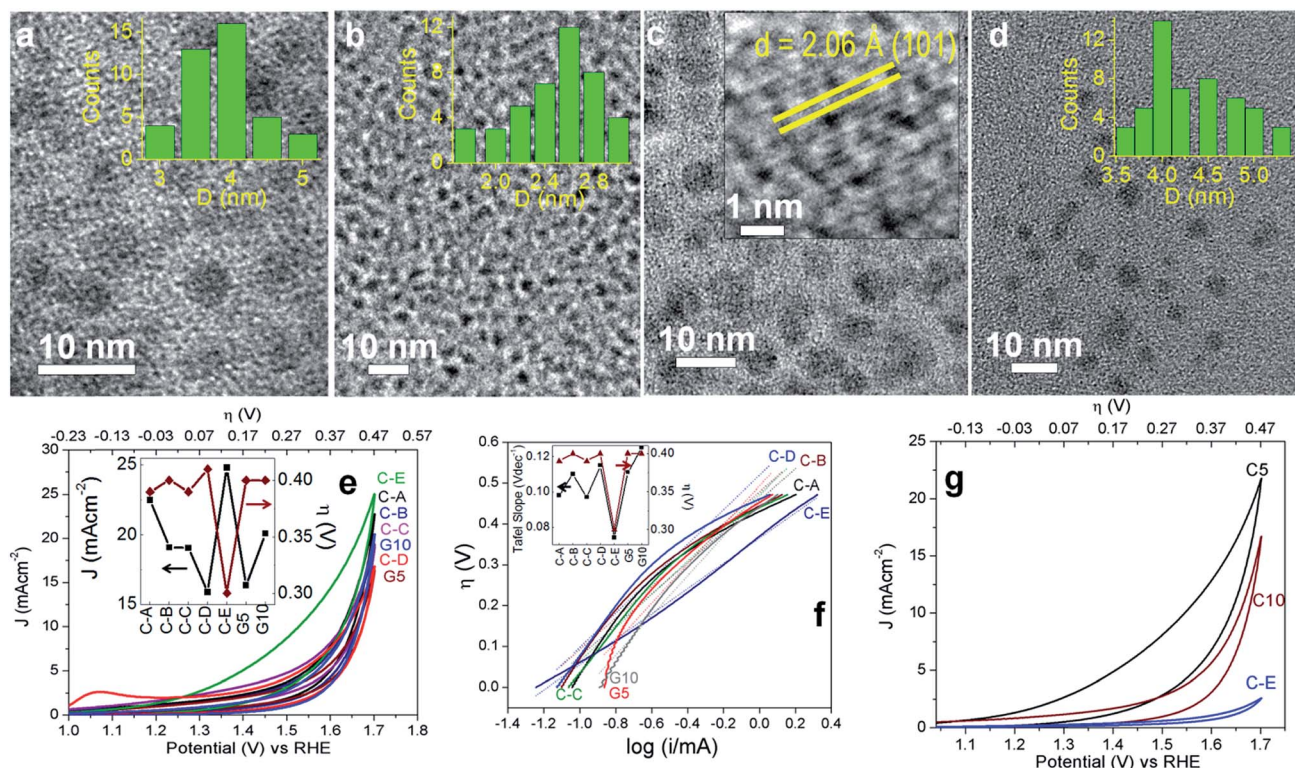 a
15
10
5
0
Counts
3 4 5
D (nm)
10 nm
b
12
8
4
0
Counts
2.0 2.4 2.8
D (nm)
10 nm
c
d = 2.06 Å (101)
1 nm
10 nm
d
12
8
4
0
Counts
3.5 4.0 4.5 5.0
D (nm)
10 nm
η (V)
-0.23 -0.13 -0.03 0.07 0.17 0.27 0.37 0.47 0.57
30
25
20
15
10
5
0
J (mAcm⁻²)
25
20
15
J (mAcm⁻²)
0.40
0.35
0.30
η (V)
C-A C-B C-C C-D C-E G5 G10
e
C-E
C-A
C-B
C-C
G10
C-D
G5
1.0 1.1 1.2 1.3 1.4 1.5 1.6 1.7 1.8
Potential (V) vs RHE
0.6
0.5
0.4
0.3
0.2
0.1
0.0
η (V)
0.12
0.10
0.08
Tafel Slope (Vdec⁻¹)
0.40
0.35
0.30
η (V)
C-A C-B C-C C-D C-E G5 G10
C-D
C-B
C-A
C-E
f
G10
C-C
G5
-1.4 -1.0 -0.6 -0.2 0.2 0.4
log (i/mA)
η (V)
-0.13 -0.03 0.07 0.17 0.27 0.37 0.47
25
20
15
10
5
0
J (mAcm⁻²)
g
C5
C10
C-E
1.1 1.2 1.3 1.4 1.5 1.6 1.7
Potential (V) vs RHE